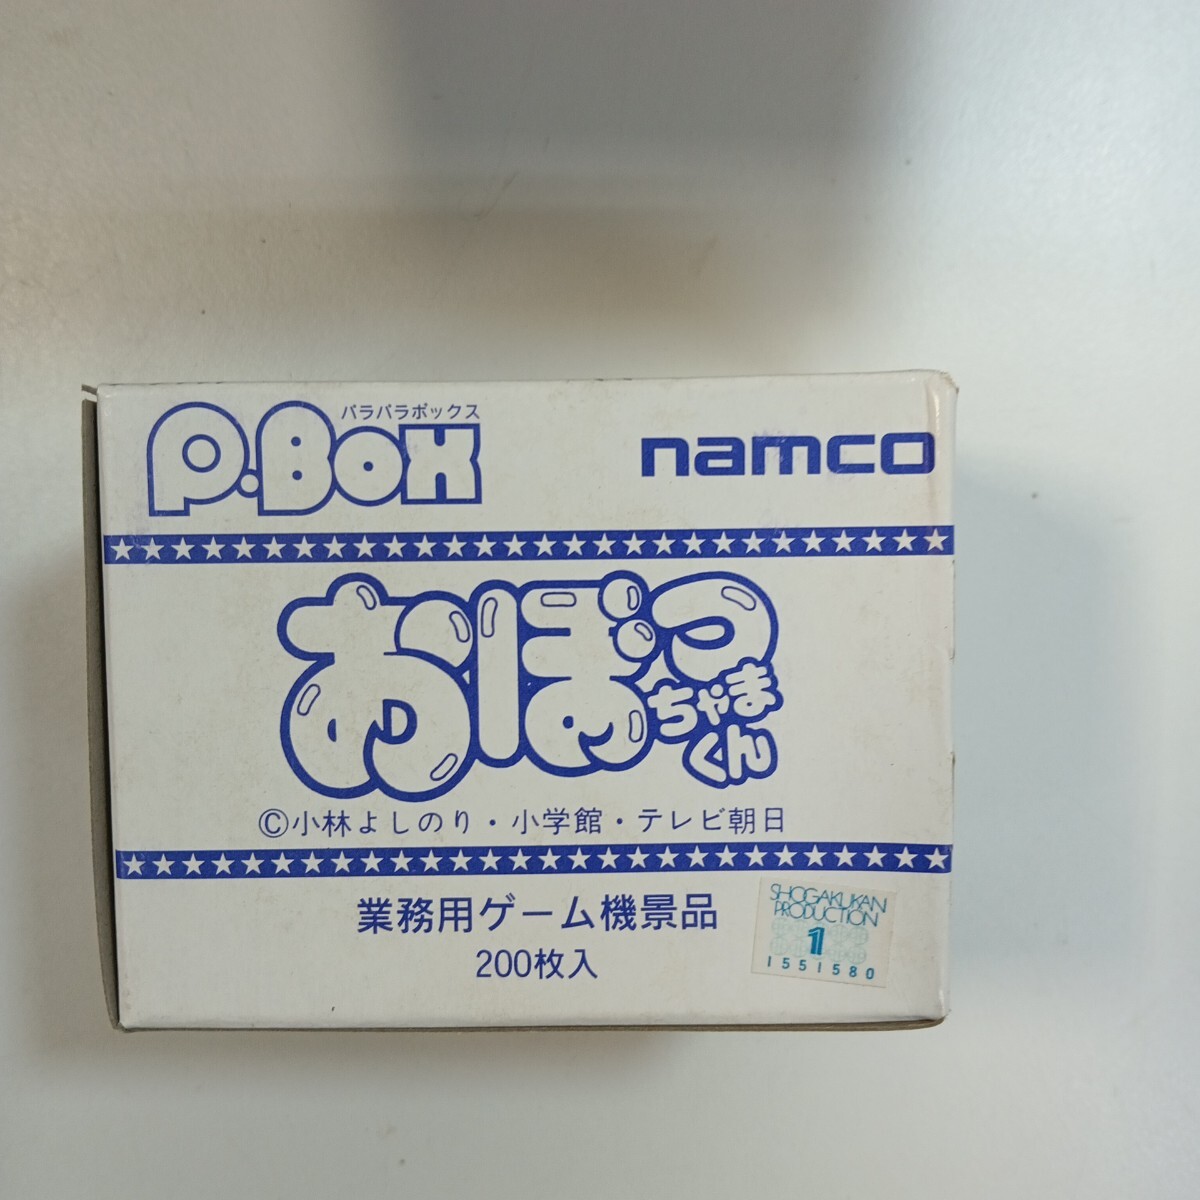 パラパラボックス
P.Box
namco
おぼっちゃまくん
©小林よしのり・小学館・テレビ朝日
業務用ゲーム機景品
200枚入
SHOGAKUKAN
PRODUCTION
1
1551580